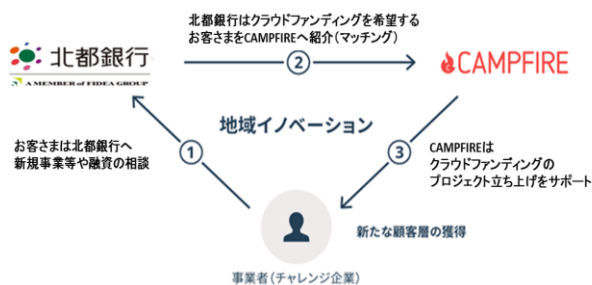 北都銀行はクラウドファンディングを希望する
お客さまをCAMPFIREへ紹介（マッチング）
北都銀行
A MEMBER of FIDEA GROUP
②
CAMPFIRE
地域イノベーション
お客さまは北都銀行へ
新規事業等や融資の相談
①
③
CAMPFIREは
クラウドファンディングの
プロジェクト立ち上げをサポート
新たな顧客層の獲得
事業者（チャレンジ企業）